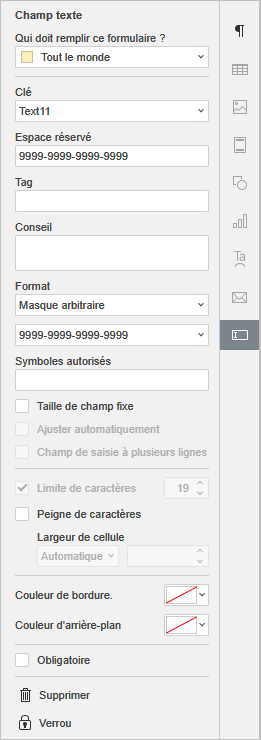 Champ texte
Qui doit remplir ce formulaire ?
Tout le monde
Clé
Text11
Espace réservé
9999-9999-9999-9999
Tag
Conseil
Format
Masque arbitraire
9999-9999-9999-9999
Symboles autorisés
Taille de champ fixe
Ajuster automatiquement
Champ de saisie à plusieurs lignes
Limite de caractères 19
Peigne de caractères
Largeur de cellule
Automatique
Couleur de bordure.
Couleur d'arrière-plan
Obligatoire
Supprimer
Verrou
Ta